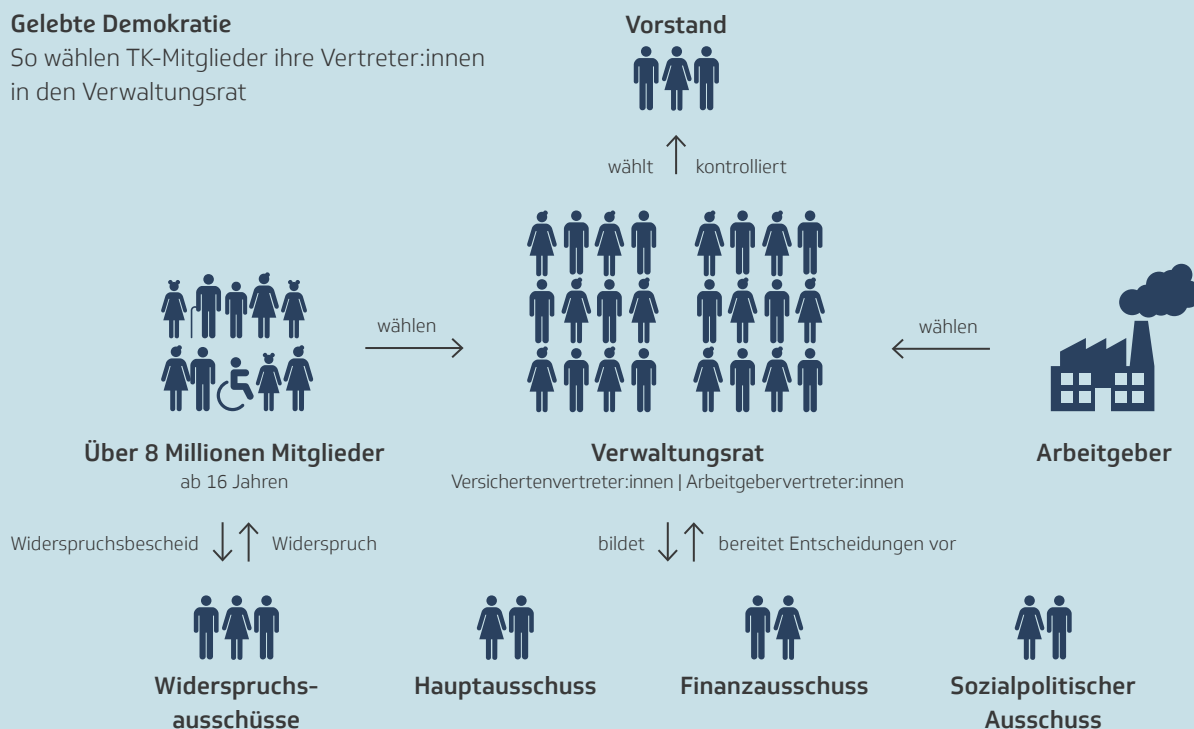 Gelebte Demokratie
So wählen TK-Mitglieder ihre Vertreter:innen
in den Verwaltungsrat
Vorstand
wählt
kontrolliert
wählen
wählen
Über 8 Millionen Mitglieder
ab 16 Jahren
Verwaltungsrat
Versichertenvertreter:innen | Arbeitgebervertreter:innen
Arbeitgeber
Widerspruchsbescheid
Widerspruch
bildet
bereitet Entscheidungen vor
Widerspruchs-
ausschüsse
Hauptausschuss
Finanzausschuss
Sozialpolitischer
Ausschuss